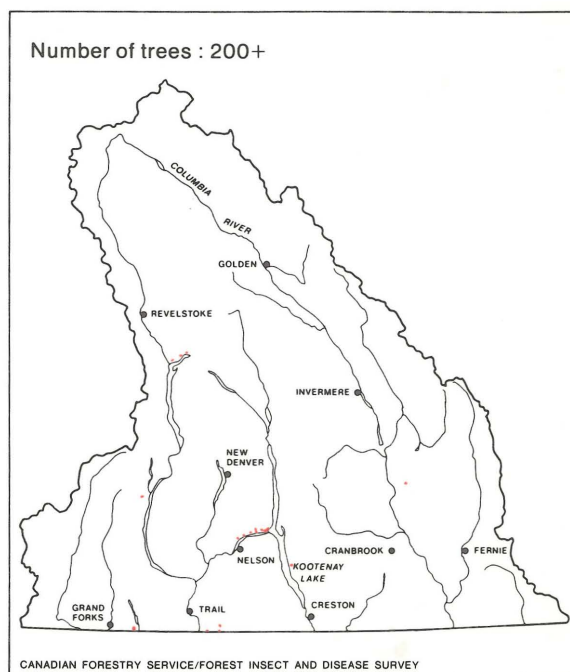 Number of trees : 200+
COLUMBIA
RIVER
GOLDEN
REVELSTOKE
INVERMERE
NEW
DENVER
NELSON
CRANBROOK
FERNIE
KOOTENAY
LAKE
GRAND
FORKS
TRAIL
CRESTON
CANADIAN FORESTRY SERVICE/FOREST INSECT AND DISEASE SURVEY